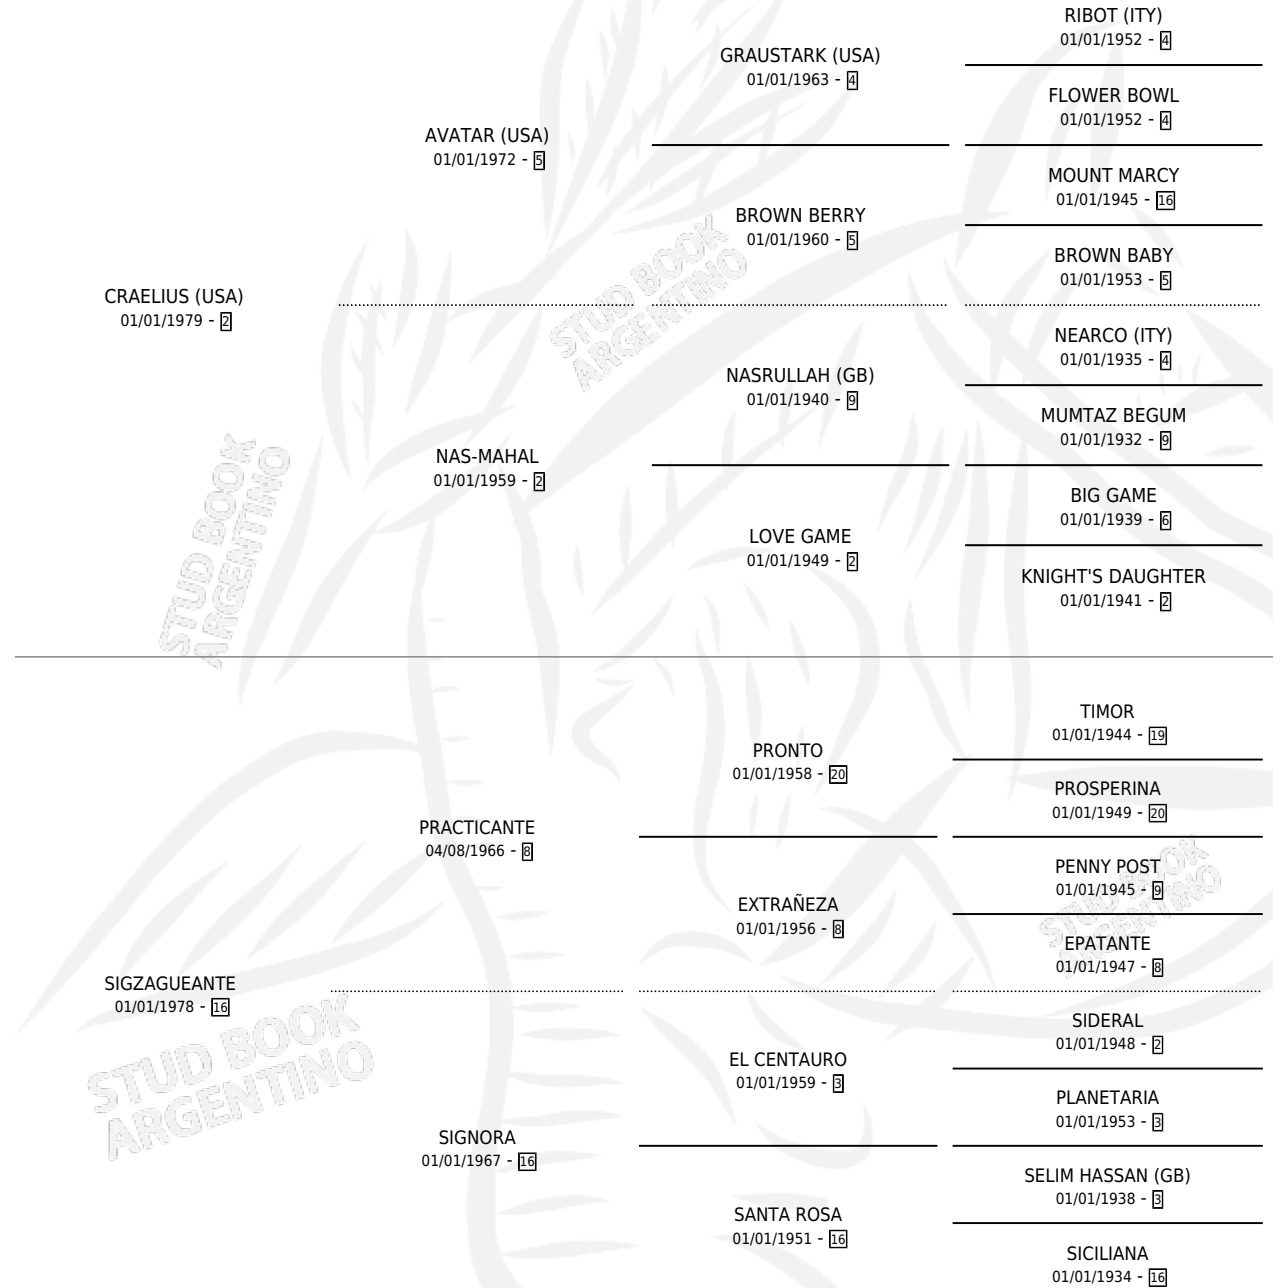 RIBOT (ITY)
01/01/1952 - 4
GRAUSTARK (USA)
01/01/1963 - 4
FLOWER BOWL
01/01/1952 - 4
AVATAR (USA)
01/01/1972 - 5
MOUNT MARCY
01/01/1945 - 16
BROWN BERRY
01/01/1960 - 5
BROWN BABY
01/01/1953 - 5
CRAELIUS (USA)
01/01/1979 - 2
NEARCO (ITY)
01/01/1935 - 4
NASRULLAH (GB)
01/01/1940 - 9
MUMTAZ BEGUM
01/01/1932 - 9
NAS-MAHAL
01/01/1959 - 2
BIG GAME
01/01/1939 - 6
LOVE GAME
01/01/1949 - 2
KNIGHT'S DAUGHTER
01/01/1941 - 2
TIMOR
01/01/1944 - 19
PRONTO
01/01/1958 - 20
PROSPERINA
01/01/1949 - 20
PRACTICANTE
04/08/1966 - 8
PENNY POST
01/01/1945 - 9
EXTRAÑEZA
01/01/1956 - 8
EPATANTE
01/01/1947 - 8
SIGZAGUEANTE
01/01/1978 - 16
SIDERAL
01/01/1948 - 2
EL CENTAURO
01/01/1959 - 3
PLANETARIA
01/01/1953 - 3
SIGNORA
01/01/1967 - 16
SELIM HASSAN (GB)
01/01/1938 - 3
SANTA ROSA
01/01/1951 - 16
SICILIANA
01/01/1934 - 16
STUD BOOK
ARGENTINO
STUD BOOK
ARGENTINO
STUD BOOK
ARGENTINO
STUD BOOK
ARGENTINO